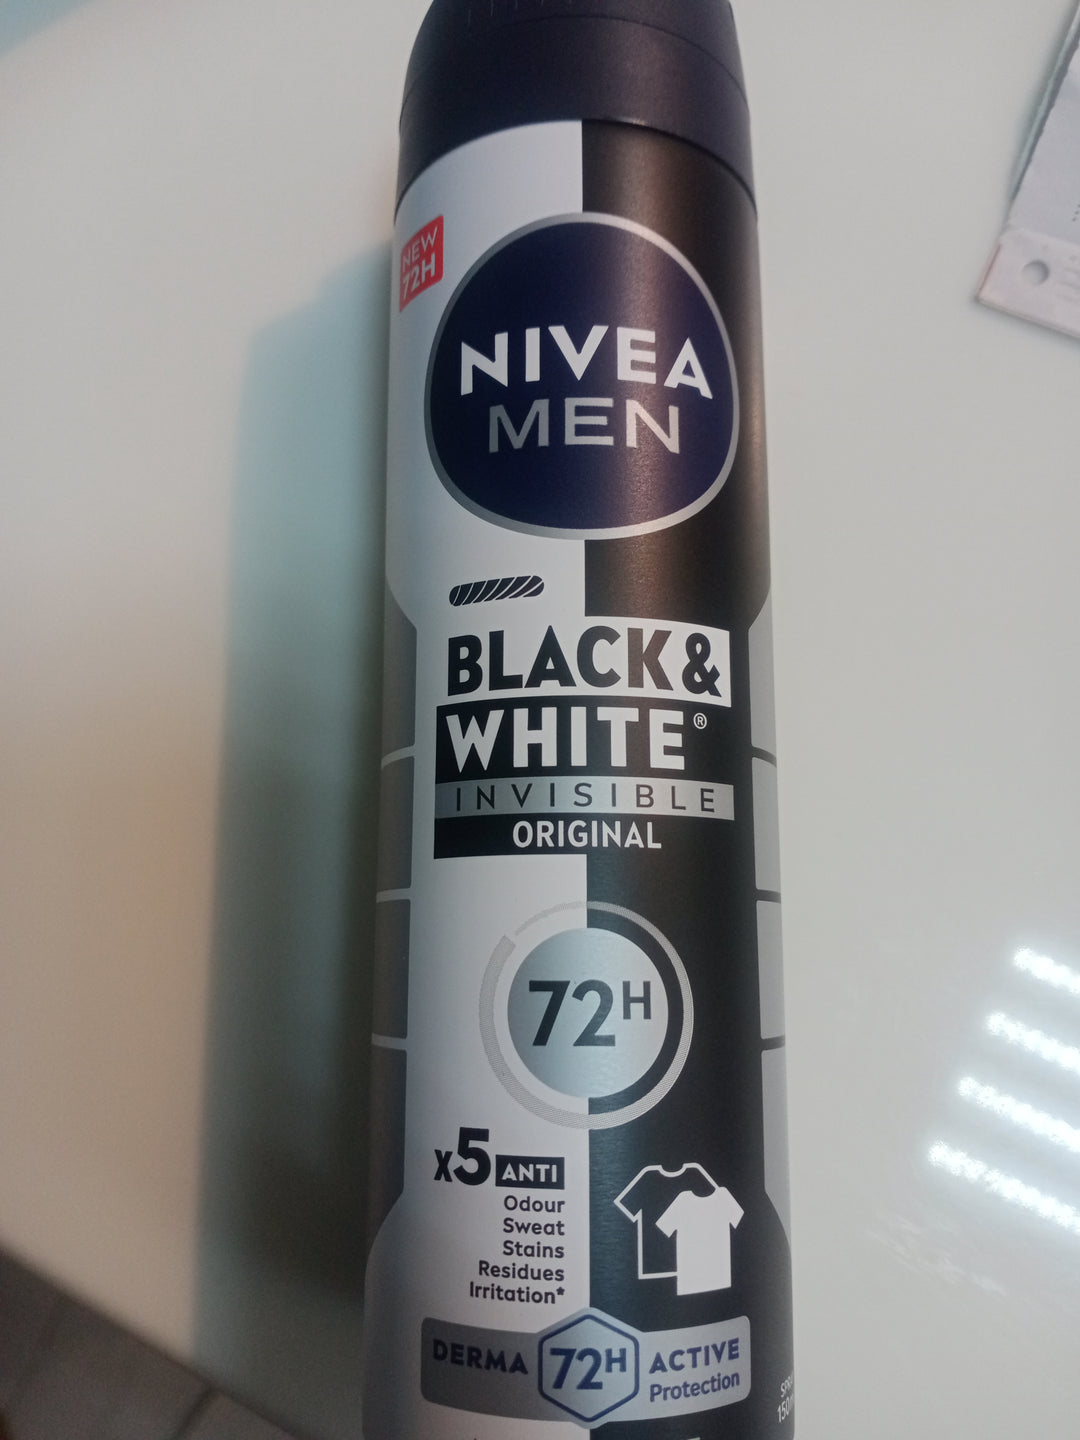 NEW
72H
NIVEA
MEN
BLACK&
WHITE®
INVISIBLE
ORIGINAL
72H
x5 ANTI
Odour
Sweat
Stains
Residues
Irritation*
DERMA 72H ACTIVE
Protection